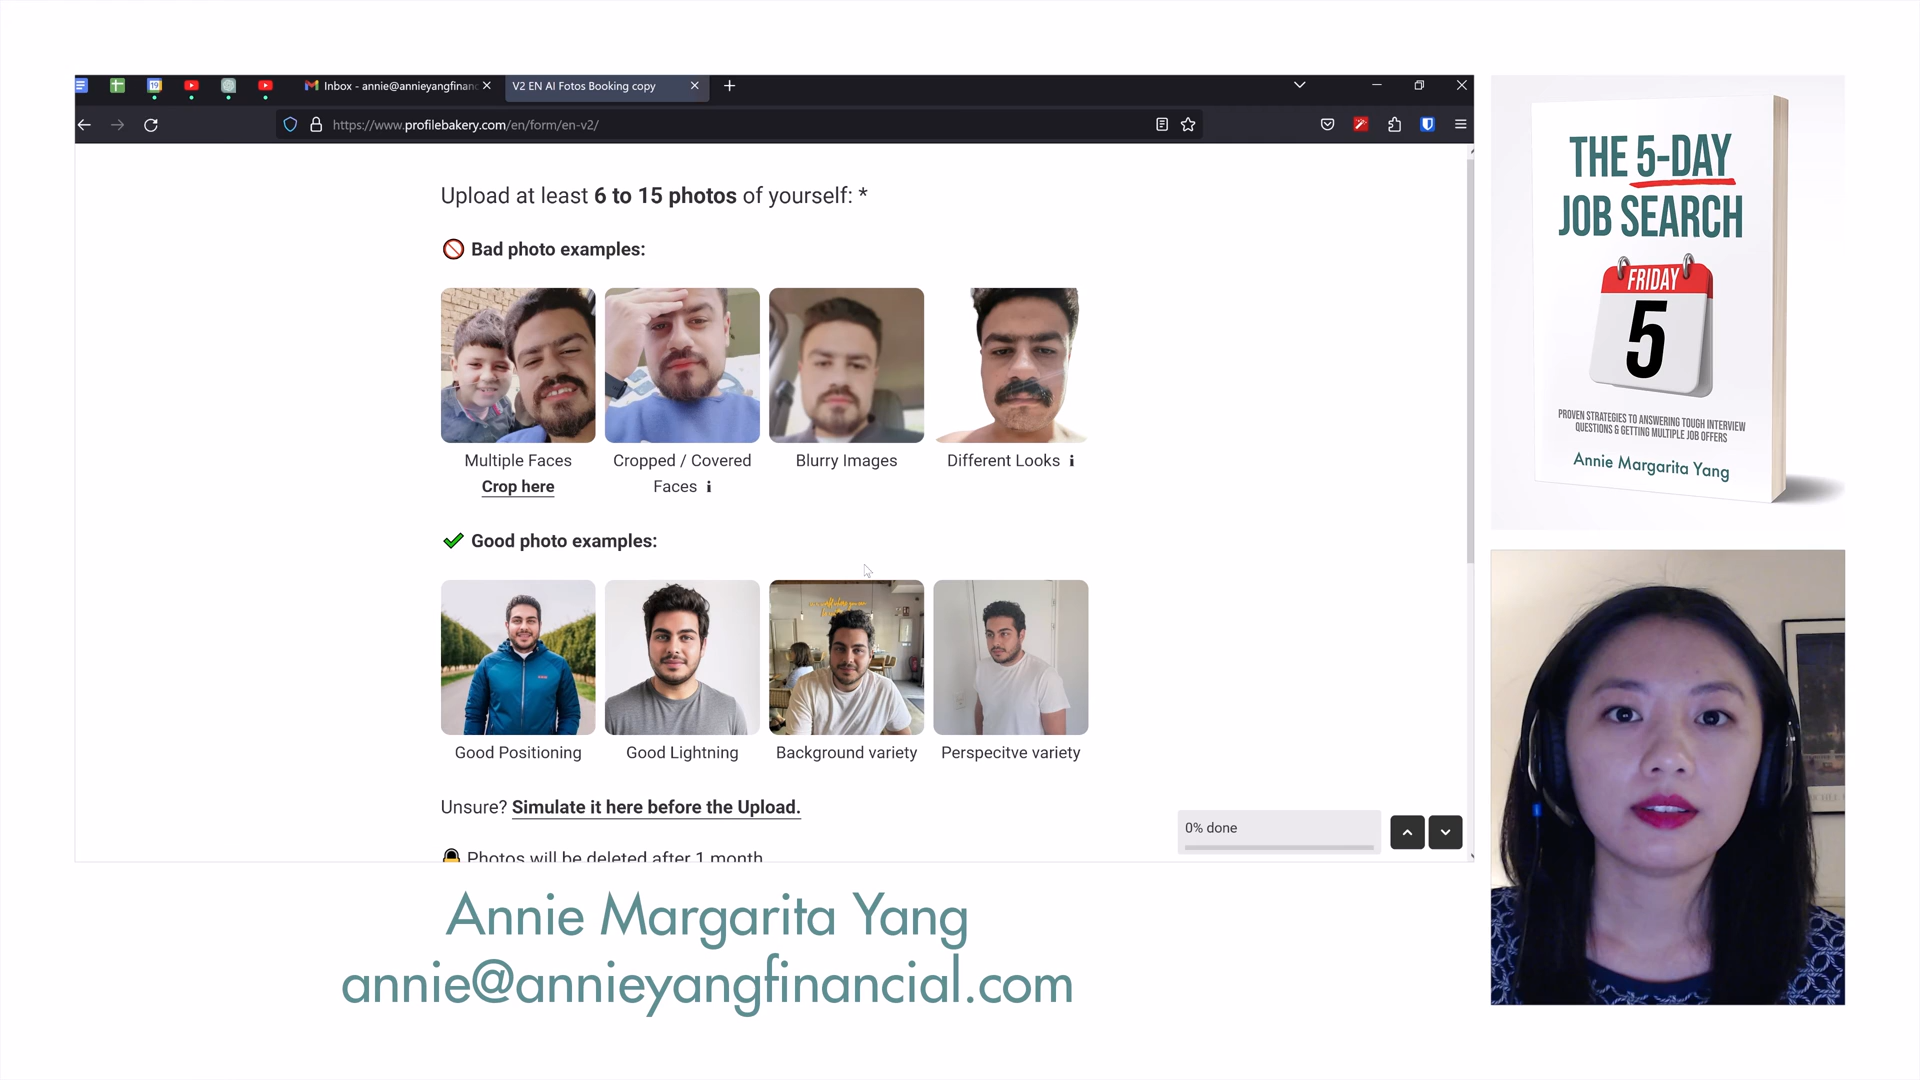 Inbox - annie@annieyangfinanc
V2 EN AI Fotos Booking copy
https://www.profilebakery.com/en/form/en-v2/
Upload at least 6 to 15 photos of yourself: *
Bad photo examples:
Multiple Faces
Crop here
Cropped / Covered
Faces
Blurry Images
Different Looks
Good photo examples:
Good Positioning
Good Lightning
Background variety
Perspecitve variety
Unsure? Simulate it here before the Upload.
Photos will be deleted after 1 month
0% done
THE 5-DAY
JOB SEARCH
FRIDAY
5
PROVEN STRATEGIES TO ANSWERING TOUGH INTERVIEW
QUESTIONS & GETTING MULTIPLE JOB OFFERS
Annie Margarita Yang
Annie Margarita Yang
annie@annieyangfinancial.com